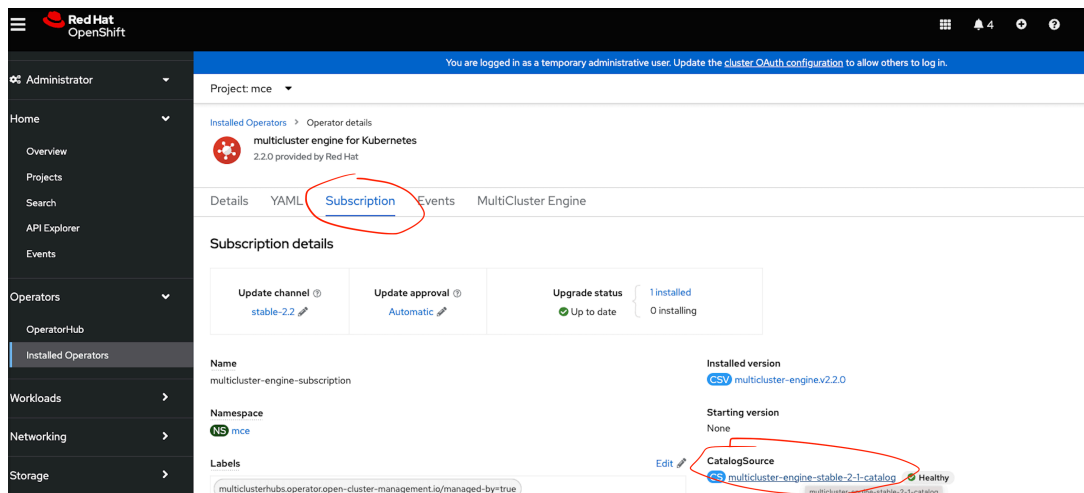 Red Hat
OpenShift
4
You are logged in as a temporary administrative user. Update the cluster OAuth configuration to allow others to log in.
Administrator
Home
Overview
Projects
Search
API Explorer
Events
Operators
OperatorHub
Installed Operators
Workloads
Networking
Storage
Project: mce
Installed Operators > Operator details
multicluster engine for Kubernetes
2.2.0 provided by Red Hat
Details YAML Subscription Events MultiCluster Engine
Subscription details
Update channel
stable-2.2
Update approval
Automatic
Upgrade status
Up to date
1 installed
0 installing
Name
multicluster-engine-subscription
Namespace
NS mce
Labels
Edit
multiclusterhubs.operator.open-cluster-management.io/managed-by=true
Installed version
CSV multicluster-engine.v2.2.0
Starting version
None
CatalogSource
CS multicluster-engine-stable-2-1-catalog Healthy
multicluster-engine-stable-2-1-catalog